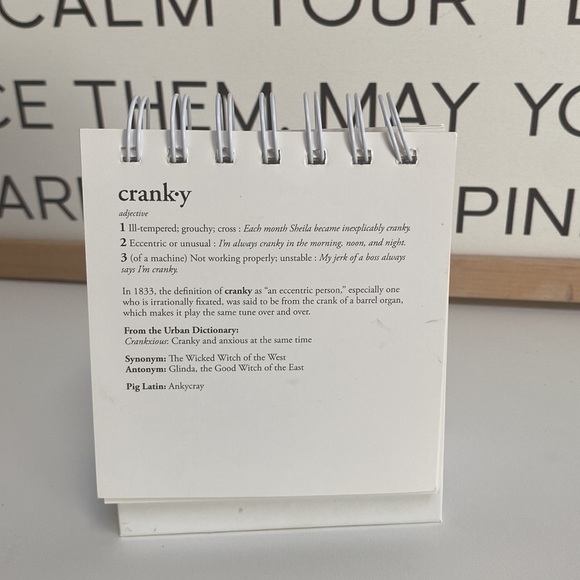 CALM YOUR
CE THEM. MAY YO
crank·y
adjective
1 Ill-tempered; grouchy; cross : Each month Sheila became inexplicably cranky.
2 Eccentric or unusual : I'm always cranky in the morning, noon, and night.
3 (of a machine) Not working properly; unstable : My jerk of a boss always
says I'm cranky.
In 1833, the definition of cranky as "an eccentric person," especially one
who is irrationally fixated, was said to be from the crank of a barrel organ,
which makes it play the same tune over and over.
From the Urban Dictionary:
Crankxious: Cranky and anxious at the same time
Synonym: The Wicked Witch of the West
Antonym: Glinda, the Good Witch of the East
Pig Latin: Ankycray